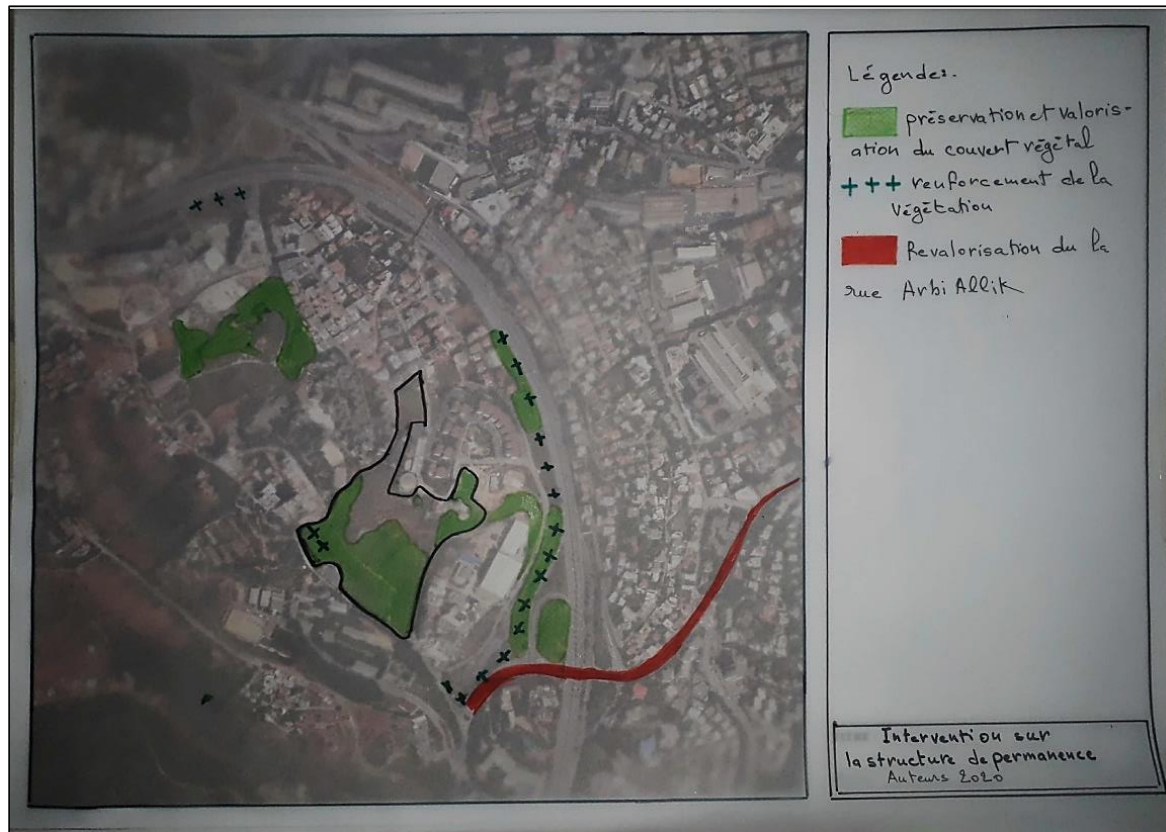 Légendes.
préservation et valoris-
ation du couvert végétal
+++ renforcement de la
végétation
Revalorisation du la
rue Arbi Allik
Intervention sur
la structure de permanence
Auteurs 2020